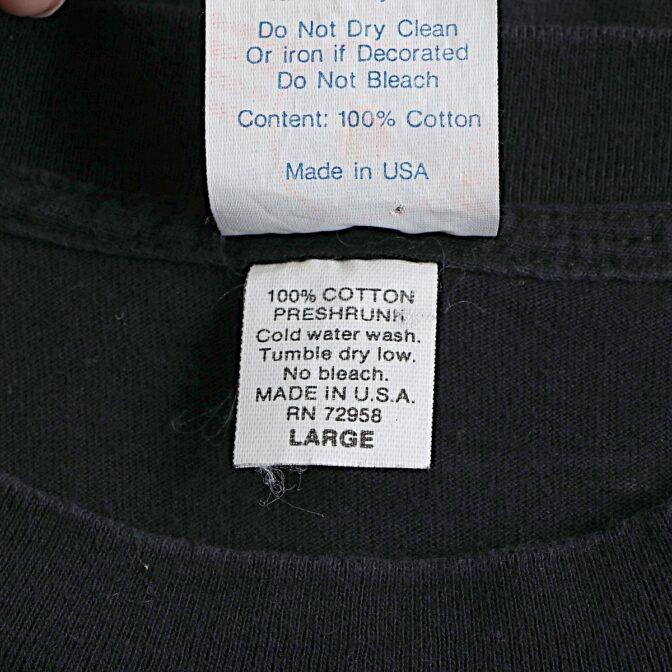 Do Not Dry Clean
Or iron if Decorated
Do Not Bleach
Content: 100% Cotton
Made in USA
100% COTTON
PRESHRUNK
Cold water wash.
Tumble dry low.
No bleach.
MADE IN U.S.A.
RN 72958
LARGE